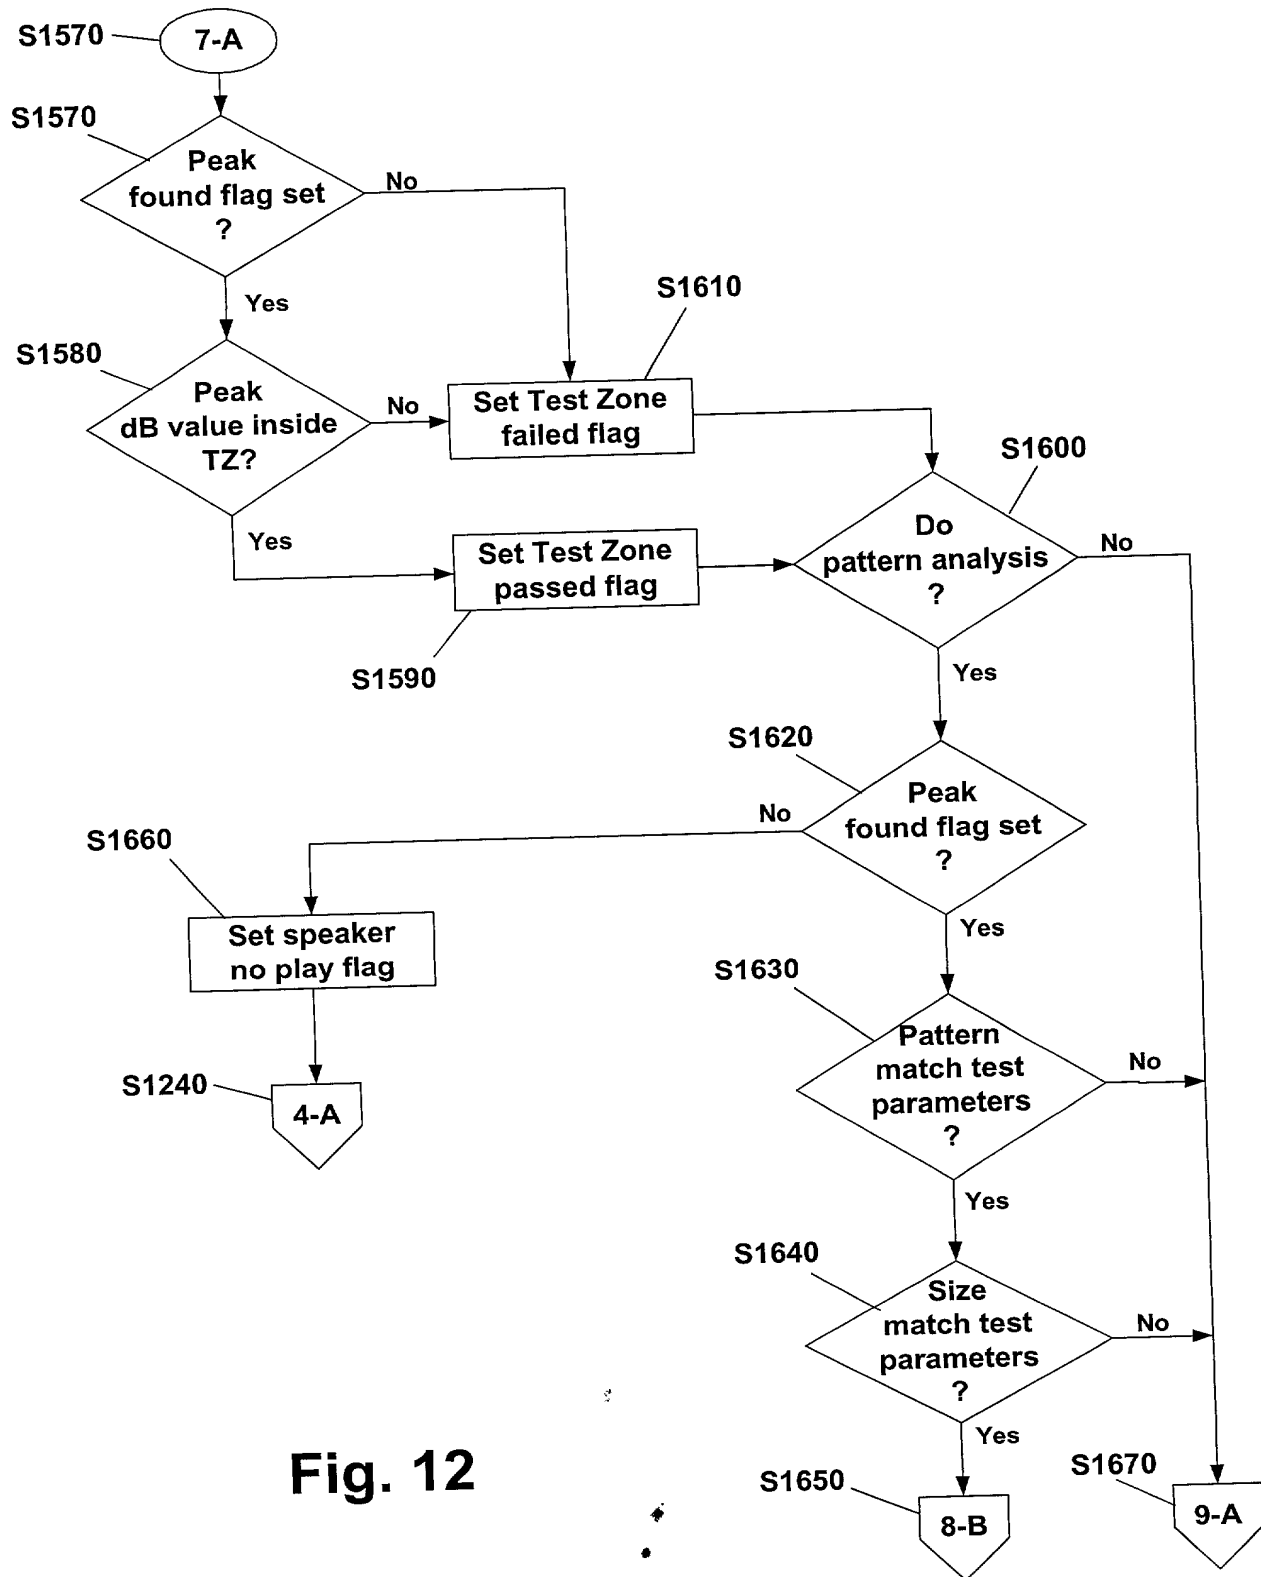 S1570
7-A
S1570
Peak
found flag set
?
No
Yes
S1610
S1580
Peak
dB value inside
TZ?
No
Set Test Zone
failed flag
S1600
Yes
Do
pattern analysis
?
No
Set Test Zone
passed flag
S1590
Yes
S1620
Peak
found flag set
?
No
S1660
Yes
Set speaker
no play flag
S1630
Pattern
match test
parameters
?
No
S1240
4-A
Yes
S1640
Size
match test
parameters
?
No
Yes
Fig. 12
S1650
8-B
S1670
9-A